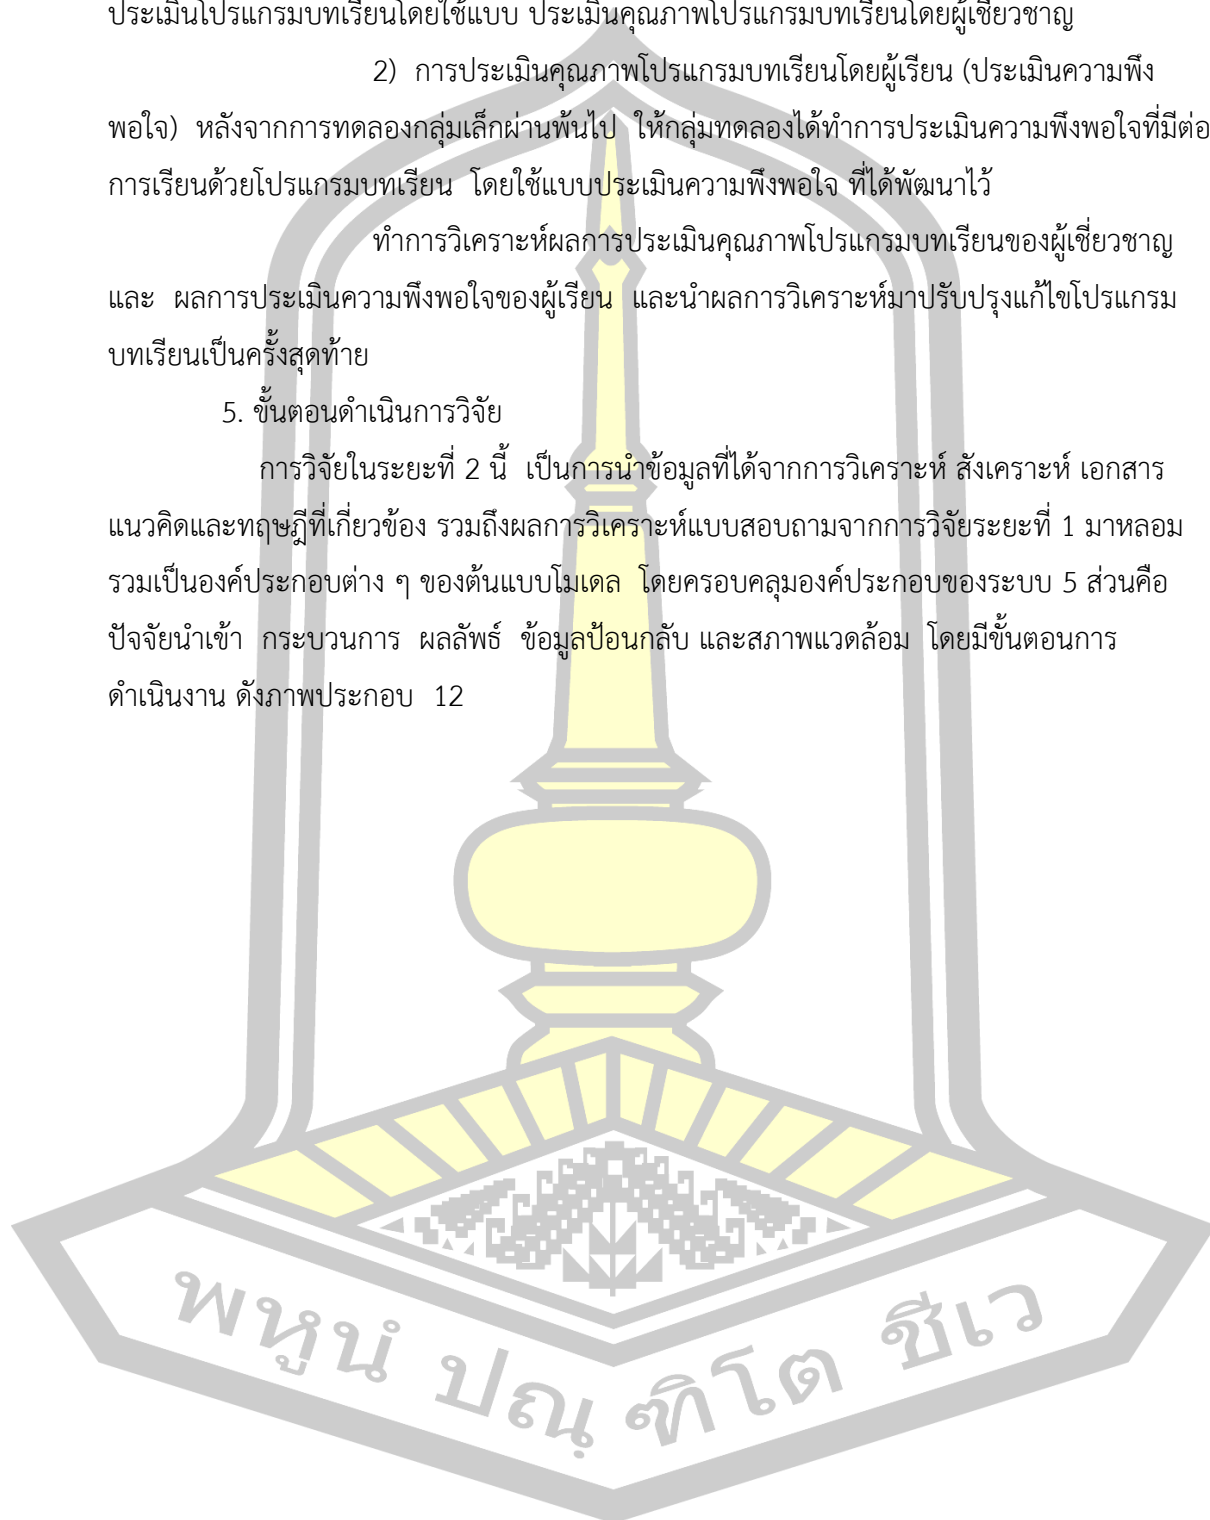 ประเมินโปรแกรมบทเรียนโดยใช้แบบ ประเมินคุณภาพโปรแกรมบทเรียนโดยผู้เชี่ยวชาญ
2) การประเมินคุณภาพโปรแกรมบทเรียนโดยผู้เรียน (ประเมินความพึง
พอใจ) หลังจากการทดลองกลุ่มเล็กผ่านพ้นไป ให้กลุ่มทดลองได้ทำการประเมินความพึงพอใจที่มีต่อ
การเรียนด้วยโปรแกรมบทเรียน โดยใช้แบบประเมินความพึงพอใจ ที่ได้พัฒนาไว้
ทำการวิเคราะห์ผลการประเมินคุณภาพโปรแกรมบทเรียนของผู้เชี่ยวชาญ
และ ผลการประเมินความพึงพอใจของผู้เรียน และนำผลการวิเคราะห์มาปรับปรุงแก้ไขโปรแกรม
บทเรียนเป็นครั้งสุดท้าย
5. ขั้นตอนดำเนินการวิจัย
การวิจัยในระยะที่ 2 นี้ เป็นการนำข้อมูลที่ได้จากการวิเคราะห์ สังเคราะห์ เอกสาร
แนวคิดและทฤษฎีที่เกี่ยวข้อง รวมถึงผลการวิเคราะห์แบบสอบถามจากการวิจัยระยะที่ 1 มาหลอม
รวมเป็นองค์ประกอบต่าง ๆ ของต้นแบบโมเดล โดยครอบคลุมองค์ประกอบของระบบ 5 ส่วนคือ
ปัจจัยนำเข้า กระบวนการ ผลลัพธ์ ข้อมูลป้อนกลับ และสภาพแวดล้อม โดยมีขั้นตอนการ
ดำเนินงาน ดังภาพประกอบ 12
พหูนํ ปณฺ ฑิโต ชีเว